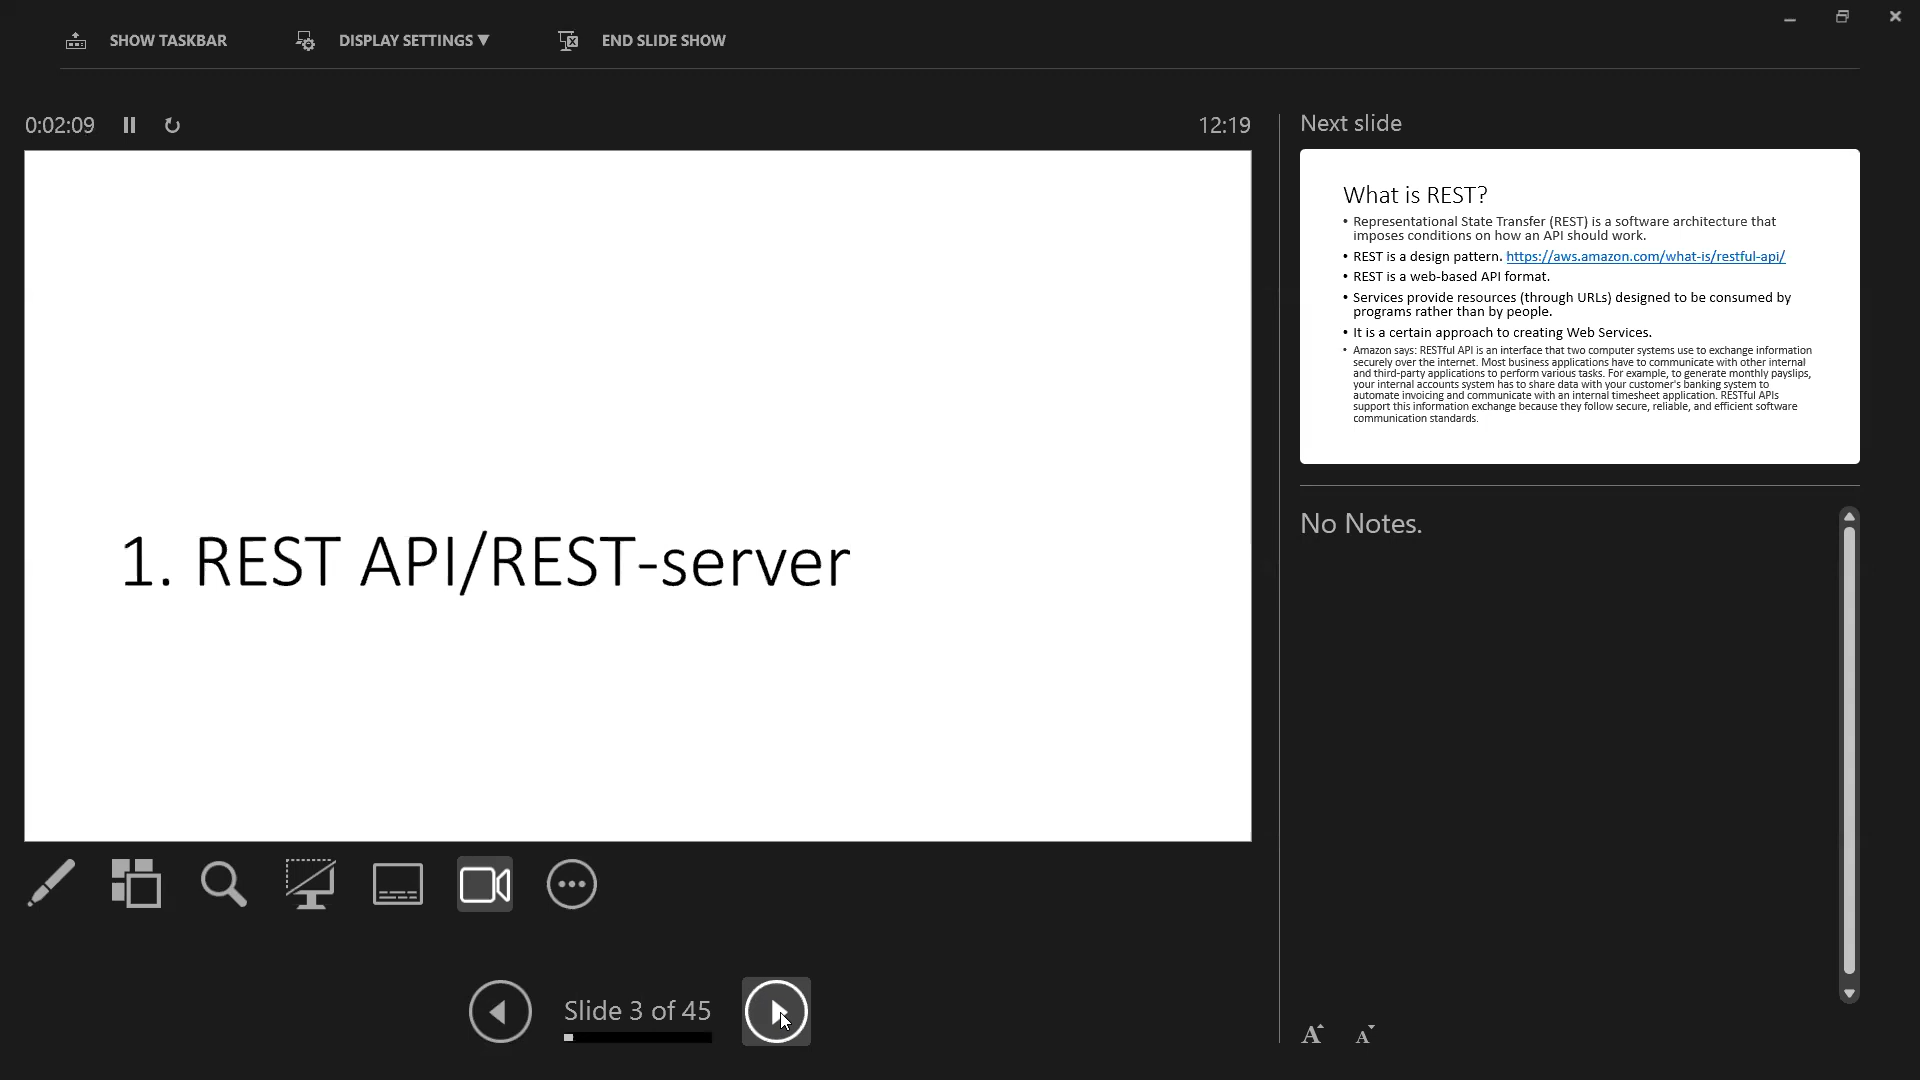 SHOW TASKBAR
DISPLAY SETTINGS ▼
END SLIDE SHOW
0:02:09
12:19
Next slide
1. REST API/REST-server
What is REST?
• Representational State Transfer (REST) is a software architecture that
imposes conditions on how an API should work.
• REST is a design pattern. https://aws.amazon.com/what-is/restful-api/
• REST is a web-based API format.
• Services provide resources (through URLs) designed to be consumed by
programs rather than by people.
• It is a certain approach to creating Web Services.
• Amazon says: RESTful API is an interface that two computer systems use to exchange information
securely over the internet. Most business applications have to communicate with other internal
and third-party applications to perform various tasks. For example, to generate monthly payslips,
your internal accounts system has to share data with your customer's banking system to
automate invoicing and communicate with an internal timesheet application. RESTful APIs
support this information exchange because they follow secure, reliable, and efficient software
communication standards.
No Notes.
Slide 3 of 45
A A